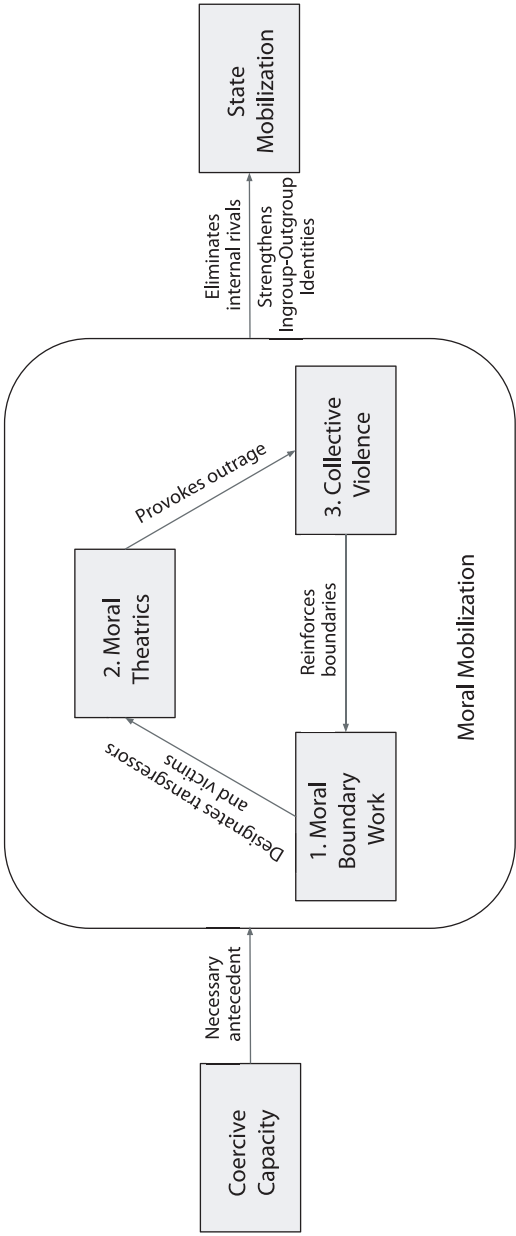 Coercive
Capacity
Necessary
antecedent
1. Moral
Boundary
Work
Designates transgressors
and victims
2. Moral
Theatrics
Provokes outrage
3. Collective
Violence
Reinforces
boundaries
Moral Mobilization
Eliminates
internal rivals
Strengthens
Ingroup-Outgroup
Identities
State
Mobilization